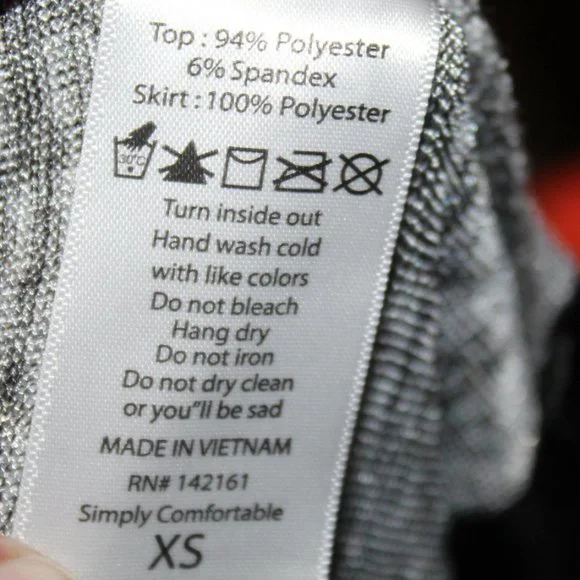 Top : 94% Polyester
6% Spandex
Skirt : 100% Polyester
30°C
Turn inside out
Hand wash cold
with like colors
Do not bleach
Hang dry
Do not iron
Do not dry clean
or you"ll be sad
MADE IN VIETNAM
RN# 142161
Simply Comfortable
XS